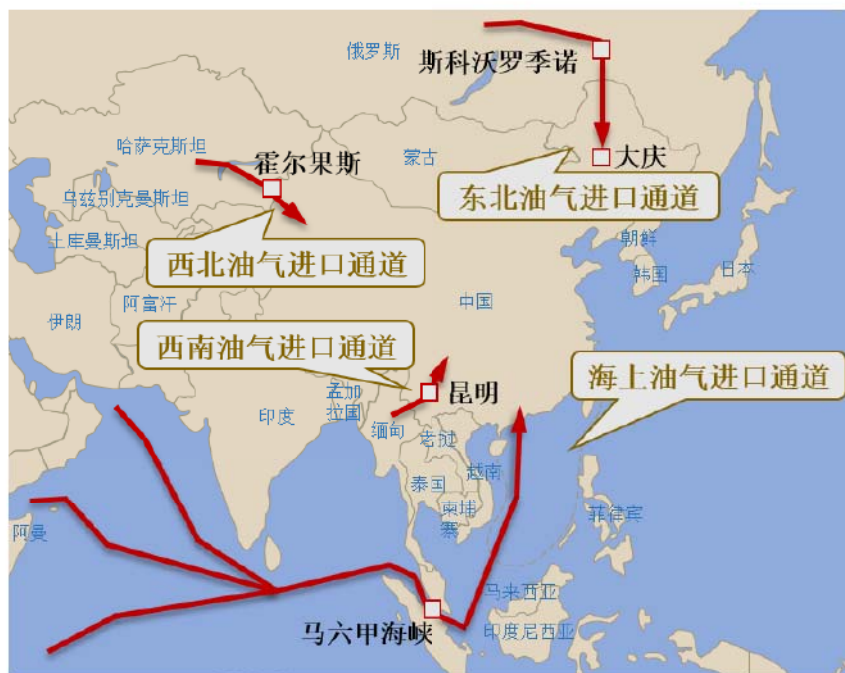 俄罗斯
斯科沃罗季诺
哈萨克斯坦
霍尔果斯
蒙古
大庆
乌兹别克曼斯坦
东北油气进口通道
土库曼斯坦
西北油气进口通道
朝鲜
韩国
日本
阿富汗
伊朗
中国
西南油气进口通道
海上油气进口通道
孟加
拉国
昆明
印度
缅甸
老挝
越南
泰国
柬埔
寨
菲律宾
阿曼
马来西亚
马六甲海峡
印度尼西亚